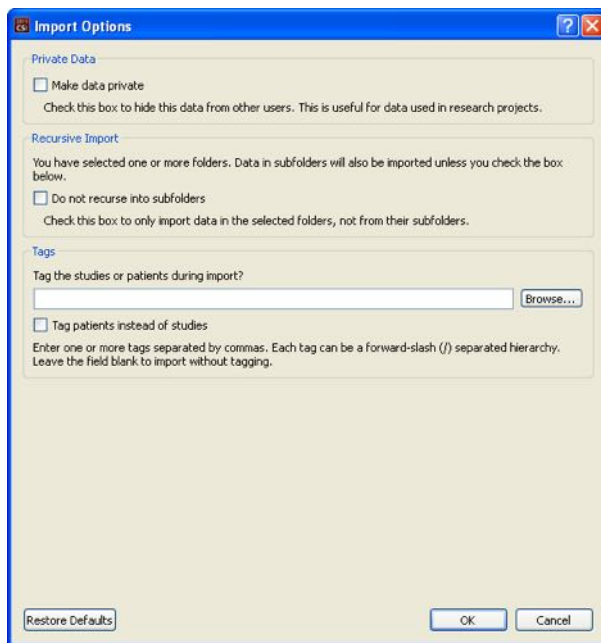 Import Options
Private Data
Make data private
Check this box to hide this data from other users. This is useful for data used in research projects.
Recursive Import
You have selected one or more folders. Data in subfolders will also be imported unless you check the box
below.
Do not recurse into subfolders
Check this box to only import data in the selected folders, not from their subfolders.
Tags
Tag the studies or patients during import?
Browse...
Tag patients instead of studies
Enter one or more tags separated by commas. Each tag can be a forward-slash (/) separated hierarchy.
Leave the field blank to import without tagging.
Restore Defaults OK Cancel